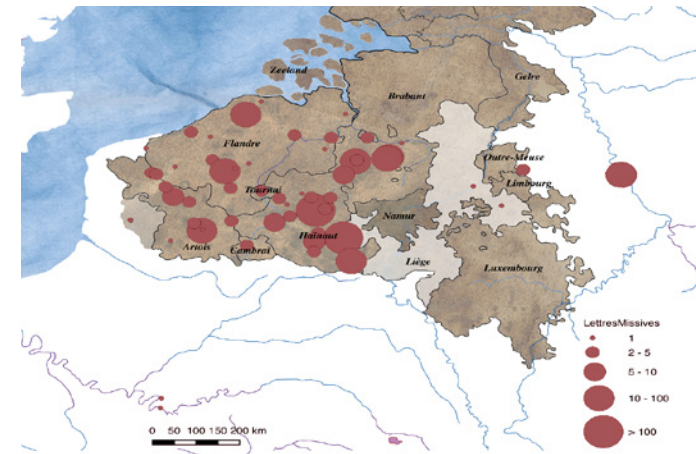 Zeeland
Gelre
Brabant
Flandre
Outre-Meuse
Limbourg
Tournai
Namur
Hainaut
Artois
Cambrai
Liège
Luxembourg
LettresMissives
1
2 - 5
5 - 10
10 - 100
> 100
0 50 100 150 200 km